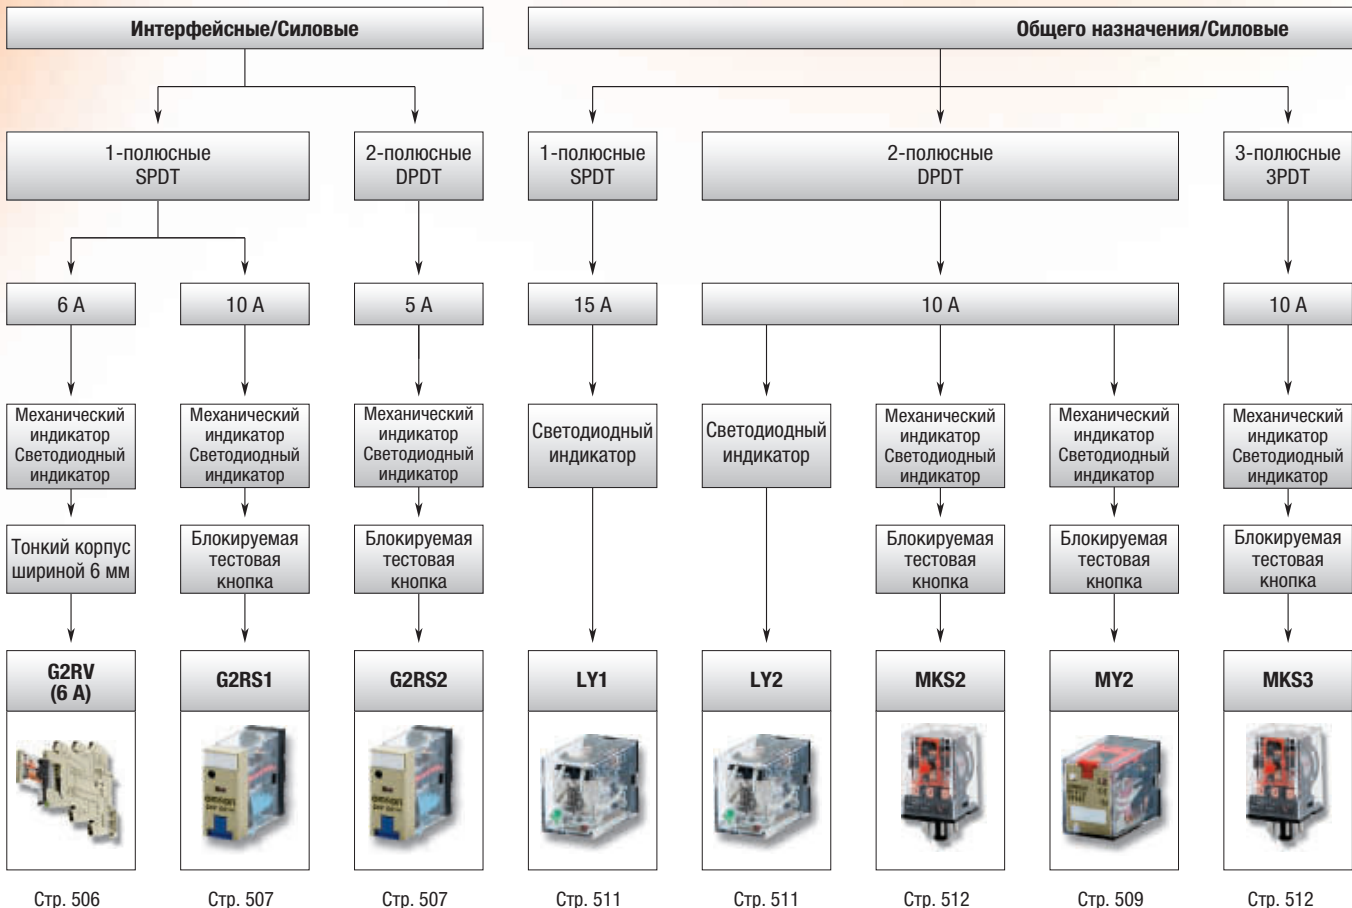 Интерфейсные/Силовые
Общего назначения/Силовые
1-полюсные
SPDT
2-полюсные
DPDT
1-полюсные
SPDT
2-полюсные
DPDT
3-полюсные
3PDT
6 А
10 А
5 А
15 А
10 А
10 А
Механический
индикатор
Светодиодный
индикатор
Механический
индикатор
Светодиодный
индикатор
Механический
индикатор
Светодиодный
индикатор
Светодиодный
индикатор
Светодиодный
индикатор
Механический
индикатор
Светодиодный
индикатор
Механический
индикатор
Светодиодный
индикатор
Механический
индикатор
Светодиодный
индикатор
Тонкий корпус
шириной 6 мм
Блокируемая
тестовая
кнопка
Блокируемая
тестовая
кнопка
Блокируемая
тестовая
кнопка
Блокируемая
тестовая
кнопка
Блокируемая
тестовая
кнопка
G2RV
(6 А)
G2RS1
G2RS2
LY1
LY2
MKS2
MY2
MKS3
Стр. 506
Стр. 507
Стр. 507
Стр. 511
Стр. 511
Стр. 512
Стр. 509
Стр. 512